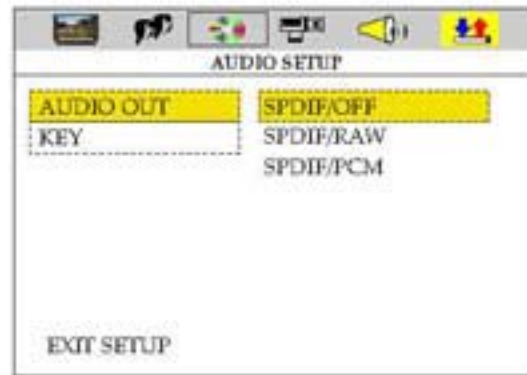 AUDIO SETUP
AUDIO OUT
SPDIF/OFF
KEY
SPDIF/RAW
SPDIF/PCM
EXIT SETUP